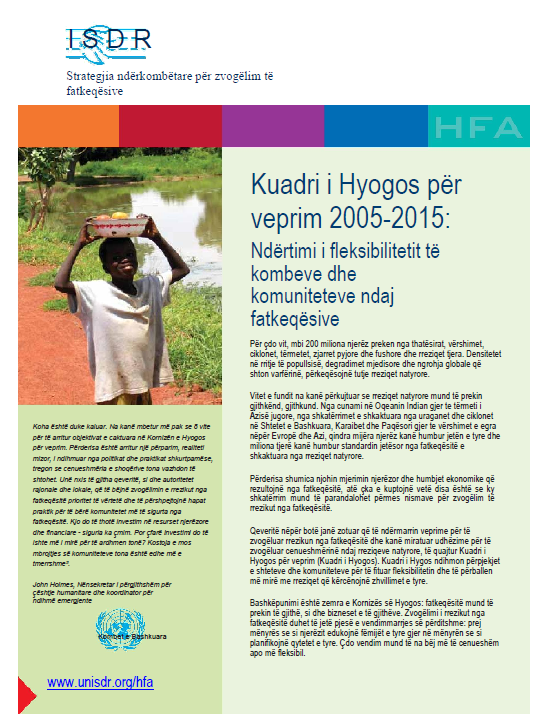 ISDR
Strategjia ndërkombëtare për zvogëlim të
fatkeqësive
HFA
Kuadri i Hyogos për
veprim 2005-2015:
Ndërtimi i fleksibilitetit të
kombeve dhe
komuniteteve ndaj
fatkeqësive
Për çdo vit, mbi 200 miliona njerëz preken nga thatësirat, vërshimet,
ciklonet, tërmetet, zjarret pyjore dhe fushore dhe rreziqet tjera. Densitetet
në rritje të popullsisë, degradimet mjedisore dhe ngrohja globale që
shton varfërinë, përkeqësojnë tutje rreziqet natyrore.
Vitet e fundit na kanë përkujtuar se rreziqet natyrore mund të prekin
gjithkënd, gjithkund. Nga cunami në Oqeanin Indian gjer te tërmeti i
Azisë jugore, nga shkatërrimet e shkaktuara nga uraganet dhe ciklonet
në Shtetet e Bashkuara, Karaibet dhe Paqësori gjer te vërshimet e egra
nëpër Evropë dhe Azi, qindra mijëra njerëz kanë humbur jetën e tyre dhe
miliona tjerë kanë humbur standardin jetësor nga fatkeqësitë e
shkaktuara nga rreziqet natyrore.
Përderisa shumica njohin mjerimin njerëzor dhe humbjet ekonomike që
rezultojnë nga fatkeqësitë, atë çka e kuptojnë vetë disa është se ky
shkatërrim mund të parandalohet përmes nismave për zvogëlim të
rrezikut nga fatkeqësitë.
Qeveritë nëpër botë janë zotuar që të ndërmarrin veprime për të
zvogëluar rrezikun nga fatkeqësitë dhe kanë miratuar udhëzime për të
zvogëluar cenueshmërinë ndaj rreziqeve natyrore, të quajtur Kuadri i
Hyogos për veprim (Kuadri i Hyogos). Kuadri i Hyogos ndihmon përpjekjet
e shteteve dhe komuniteteve për të fituar fleksibilitetin dhe të përballen
më mirë me rreziqet që kërcënojnë zhvillimet e tyre.
Bashkëpunimi është zemra e Kornizës së Hyogos: fatkeqësitë mund të
prekin të gjithë, si dhe bizneset e të gjithëve. Zvogëlimi i rrezikut nga
fatkeqësitë duhet të jetë pjesë e vendimmarrjes së përditshme: prej
mënyrës se si njerëzit edukojnë fëmijët e tyre gjer në mënyrën se si
planifikojnë qytetet e tyre. Çdo vendim mund të na bëj më të cenueshëm
apo më fleksibil.
Koha është duke kaluar. Na kanë mbetur më pak se 8 vite
për të arritur objektivat e caktuara në Kornizën e Hyogos
për veprim. Përderisa është arritur një përparim, realiteti
mizor, i ndihmuar nga politikat dhe praktikat shkurtpamëse,
tregon se cenueshmëria e shoqërive tona vazhdon të
shtohet. Unë nxis të gjitha qeveritë, si dhe autoritetet
rajonale dhe lokale, që të bëjnë zvogëlimin e rrezikut nga
fatkeqësitë prioritet të vërtetë dhe të përshpejtojnë hapat
praktik për të bërë komunitetet më të sigurta nga
fatkeqësitë. Kjo do të thotë investim në resurset njerëzore
dhe financiare - siguria ka çmim. Por çfarë investimi do të
ishte më i mirë për të ardhmen tonë? Kostoja e mos
mbrojtjes së komuniteteve tona është edhe më e
tmerrshme".
John Holmes, Nënsekretar i përgjithshëm për
çështje humanitare dhe koordinator për
ndihmë emergjente
Kombet e Bashkuara
www.unisdr.org/hfa